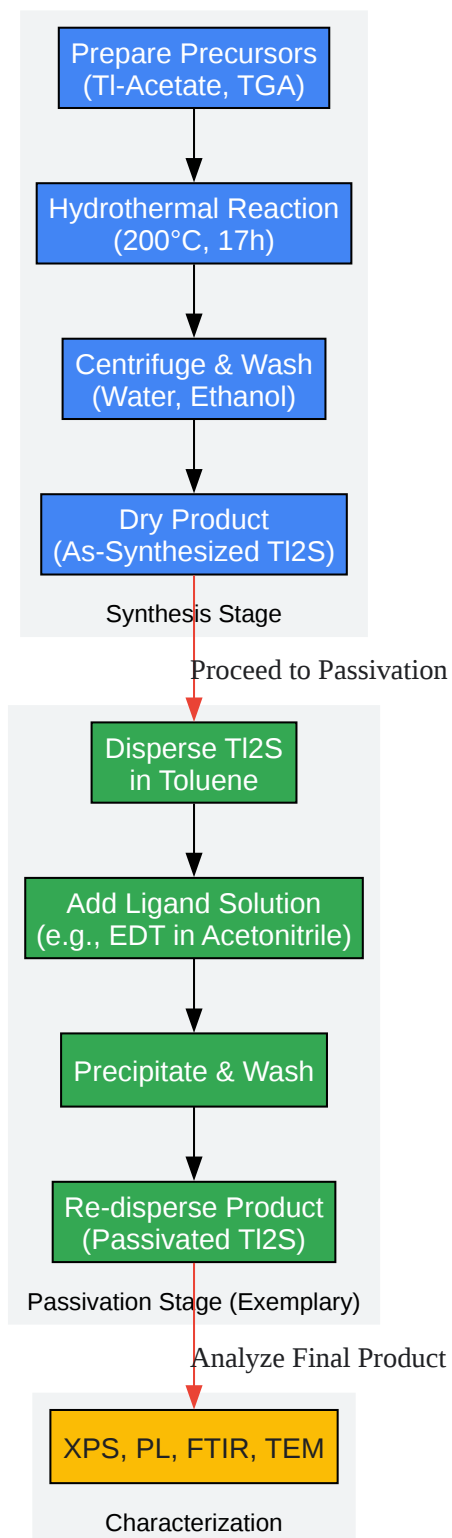 Prepare Precursors
(Tl-Acetate, TGA)
Hydrothermal Reaction
(200°C, 17h)
Centrifuge & Wash
(Water, Ethanol)
Dry Product
(As-Synthesized Tl2S)
Synthesis Stage
Proceed to Passivation
Disperse Tl2S
in Toluene
Add Ligand Solution
(e.g., EDT in Acetonitrile)
Precipitate & Wash
Re-disperse Product
(Passivated Tl2S)
Passivation Stage (Exemplary)
Analyze Final Product
XPS, PL, FTIR, TEM
Characterization